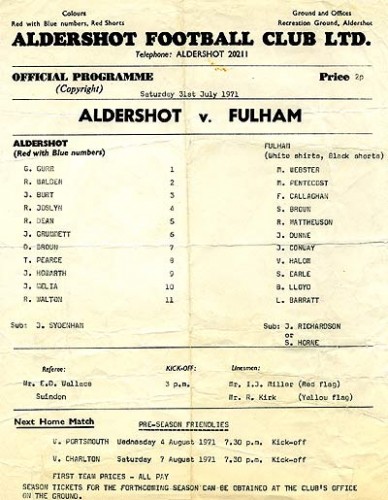 Colours
Red with Blue numbers, Red Shorts
Ground and Offices
Recreation Ground, Aldershot
ALDERSHOT FOOTBALL CLUB LTD.
Telephone: ALDERSHOT 20211
OFFICIAL PROGRAMME
(Copyright)
Price 2p
Saturday 31st July 1971
ALDERSHOT v. FULHAM
ALDERSHOT
(Red with Blue numbers)
FULHAM
(White shirts, Black shorts)
G. GURR 1 M. WEBSTER
R. WALDEN 2 M. PENTECOST
J. BURT 3 F. CALLAGHAN
R. JOSLYN 4 S. BROWN
R. DEAN 5 R. MATTHEWSON
J. 6 J. DUNNE
D. BROWN 7 J. CONWAY
T. PEARCE 8 V. HALOM
J. HOWARTH 9 S. EARLE
J. MELIA 10 B. LLOYD
R. WALTON 11 L. BARRATT
Sub: J. SYDENHAM
Sub: J. RICHARDSON
or
S. HORNE
Referee: KICK-OFF: Linesmen:
Mr. E.D. Wallace 3 p.m. Mr. I.J. Miller (Red flag)
Swindon Mr. R. Kirk (Yellow flag)
Next Home Match PRE-SEASON FRIENDLIES
V. PORTSMOUTH Wednesday 4 August 1971 7.30 p.m. Kick-off
V. CHARLTON Saturday 7 August 1971 7.30 p.m. Kick-off
FIRST TEAM PRICES - ALL PAY
SEASON TICKETS FOR THE FORTHCOMING SEASON CAN BE OBTAINED AT THE CLUB'S OFFICE
ON THE GROUND.